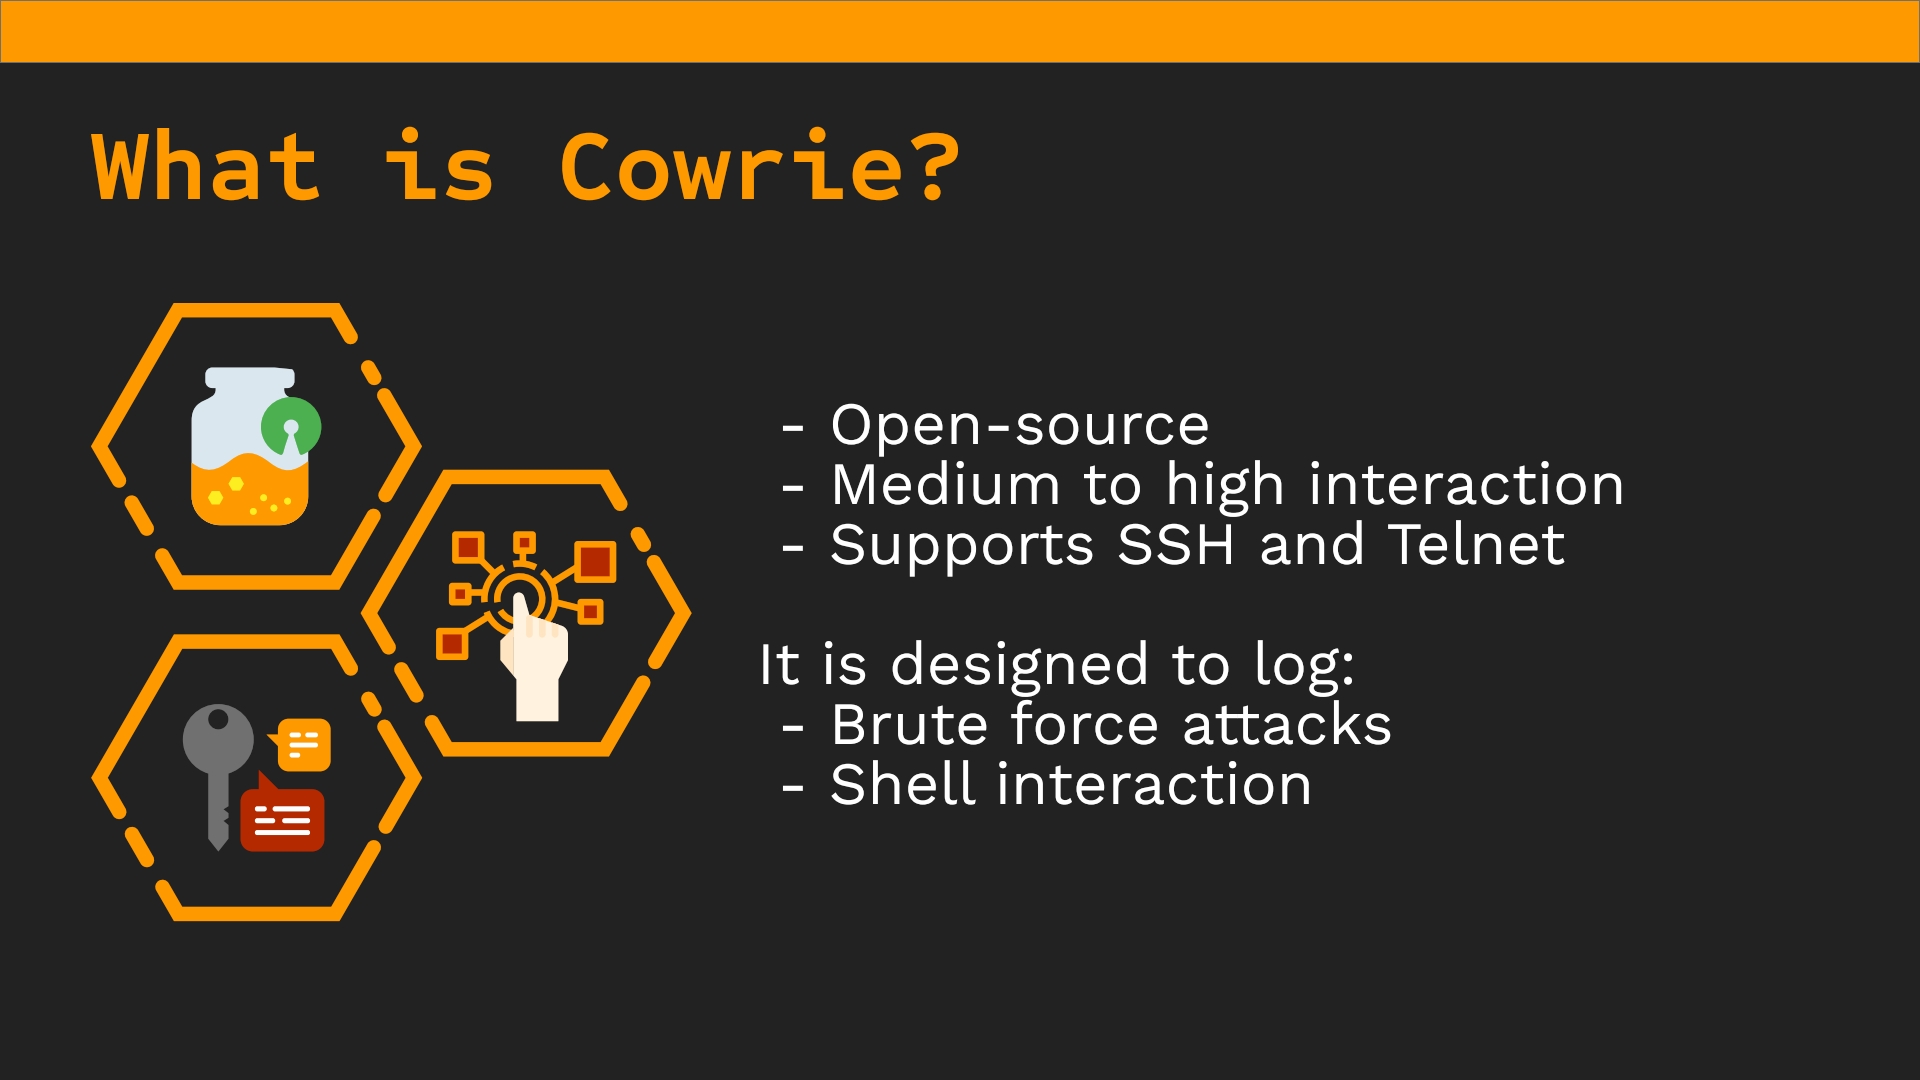 What is Cowrie?
- Open-source
- Medium to high interaction
- Supports SSH and Telnet
It is designed to log:
- Brute force attacks
- Shell interaction